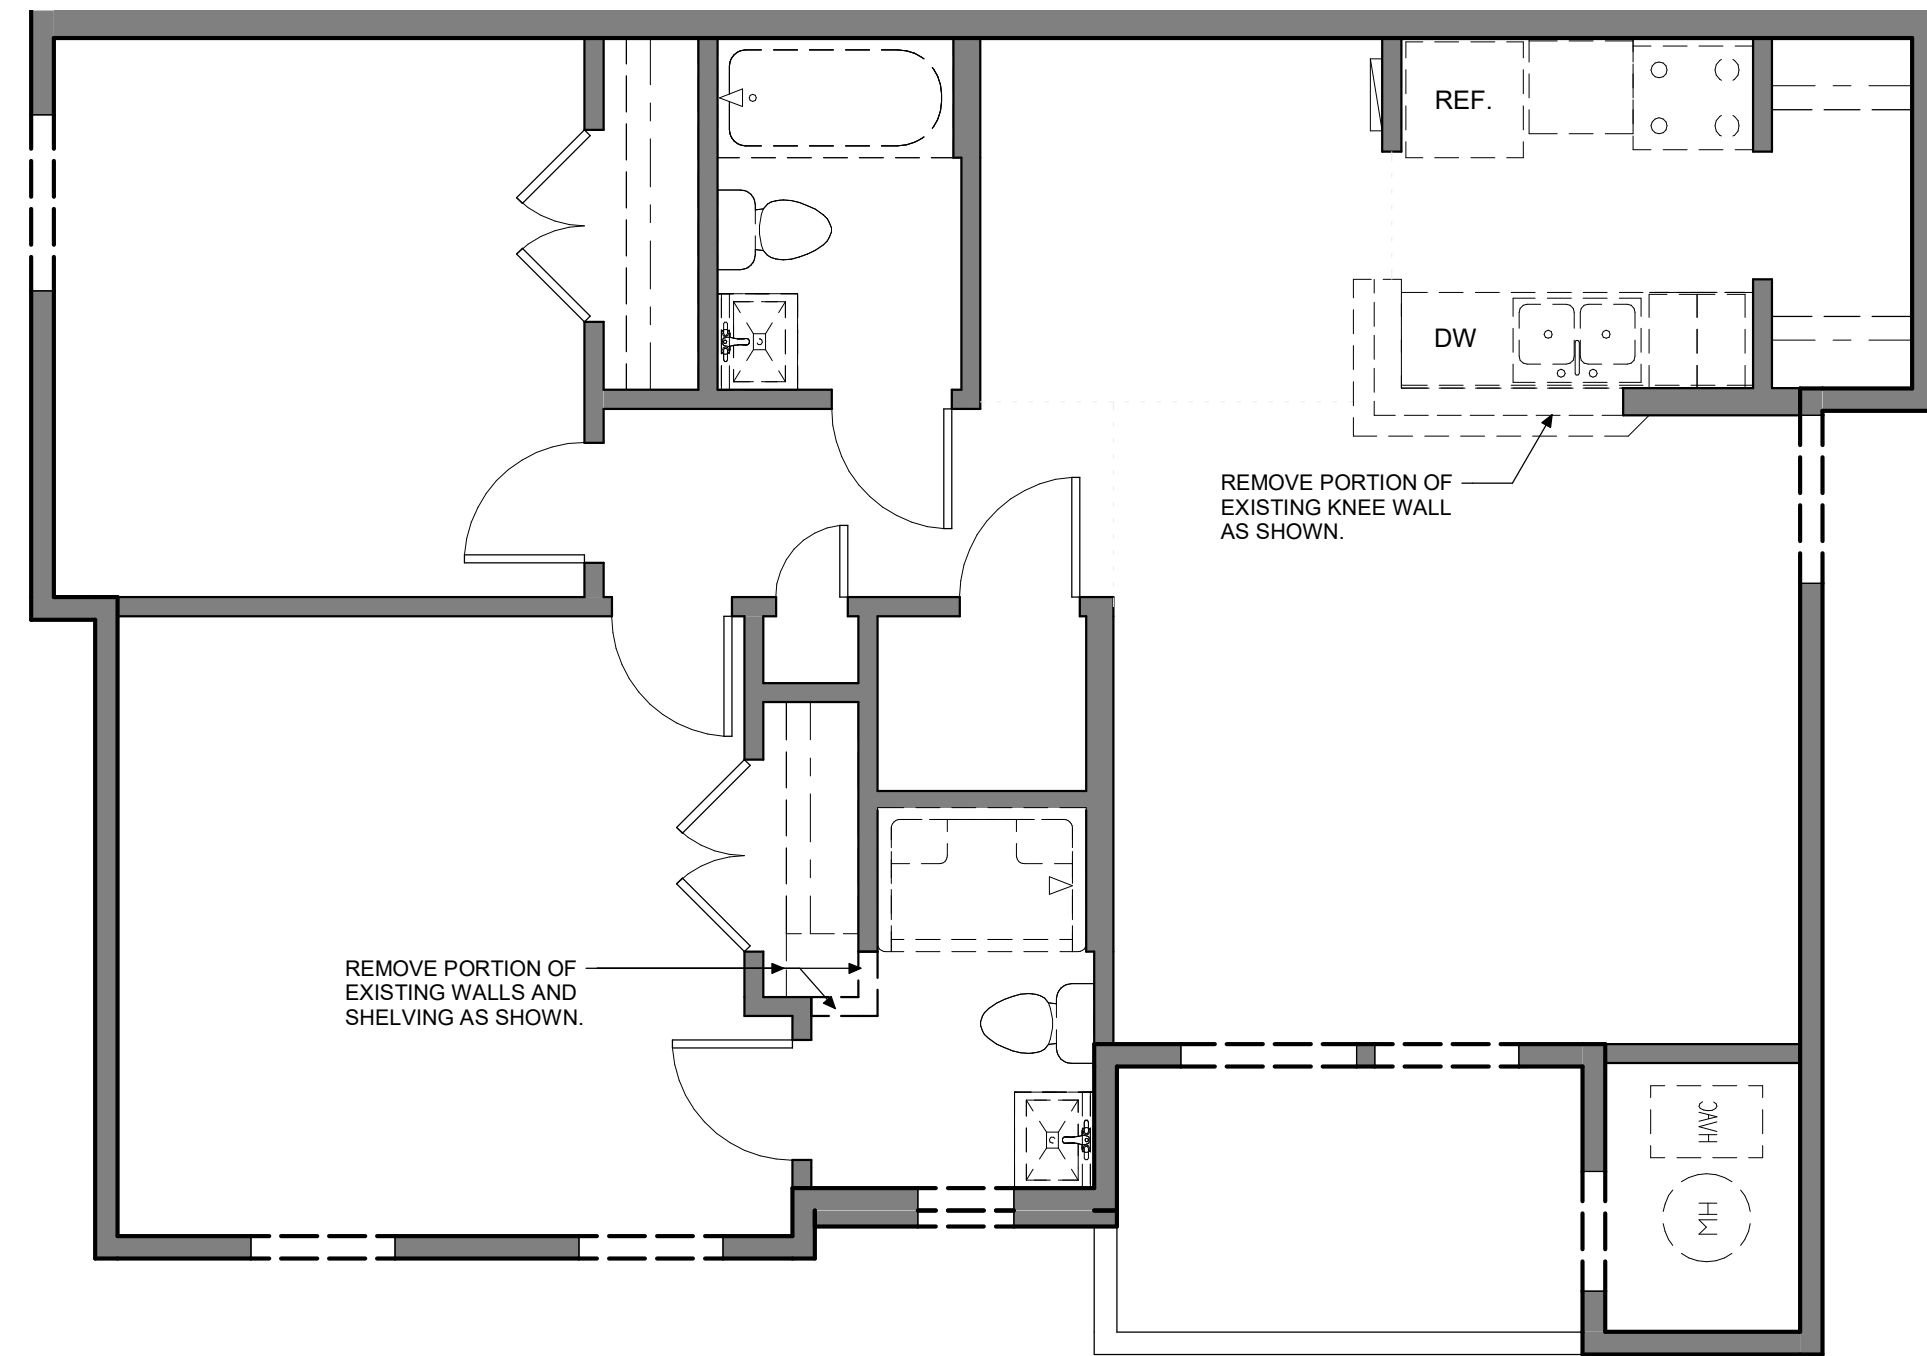 REF.
DW
REMOVE PORTION OF
EXISTING KNEE WALL
AS SHOWN.
REMOVE PORTION OF
EXISTING WALLS AND
SHELVING AS SHOWN.
HVAC
WH